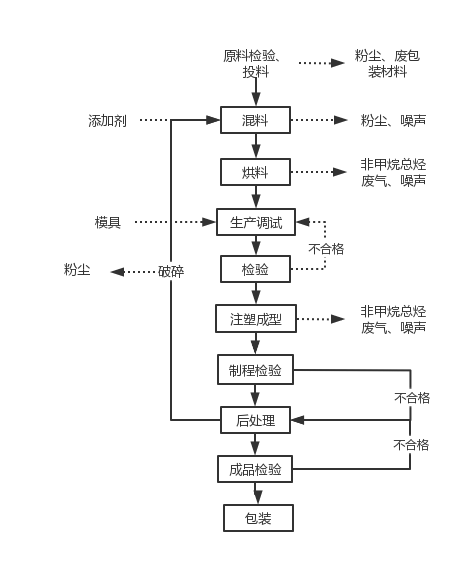 原料检验、
投料
粉尘、废包
装材料
添加剂
混料
粉尘、噪声
烘料
非甲烷总烃
废气、噪声
模具
生产调试
不合格
粉尘
破碎
检验
注塑成型
非甲烷总烃
废气、噪声
制程检验
不合格
后处理
不合格
成品检验
包装